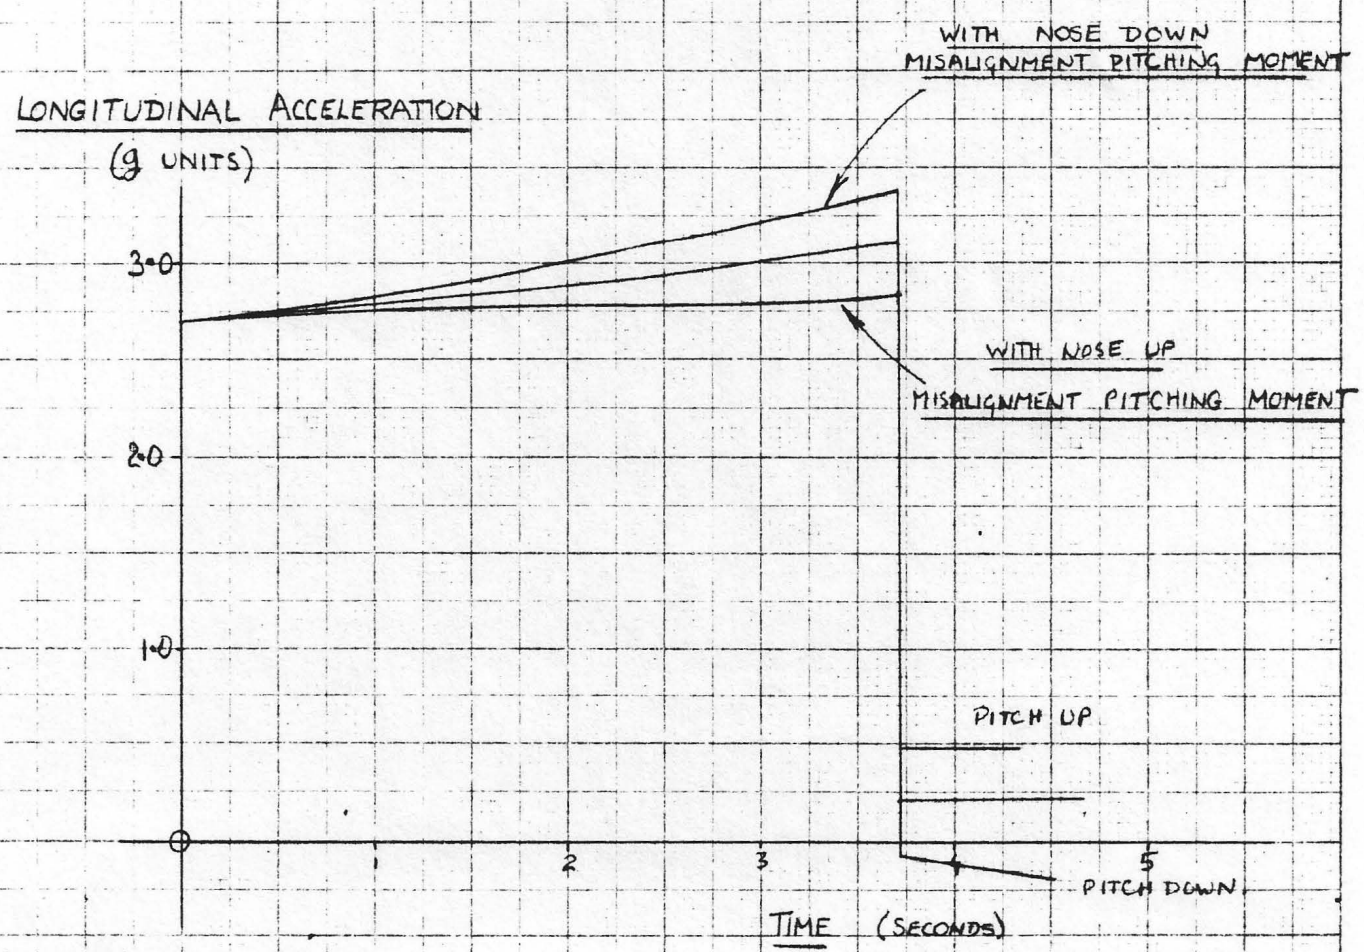 WITH NOSE DOWN
MISALIGNMENT PITCHING MOMENT
LONGITUDINAL ACCELERATION
(g UNITS)
3.0
WITH NOSE UP
MISALIGNMENT PITCHING MOMENT
2.0
1.0
PITCH UP
0
1 2 3 4 5
PITCH DOWN.
TIME (SECONDS)